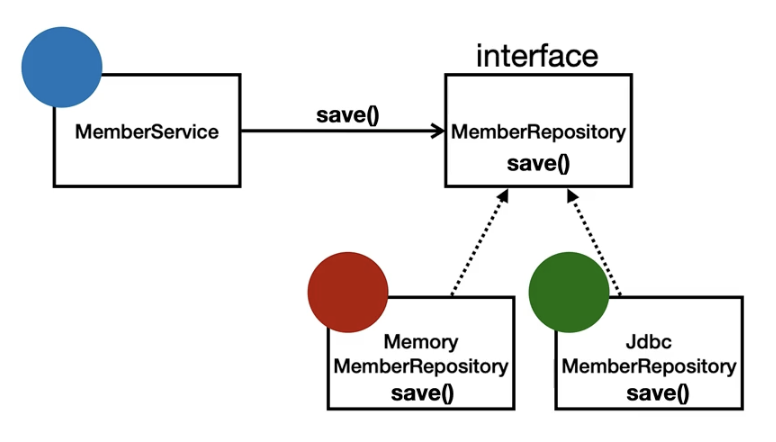 interface
MemberService
save()
MemberRepository
save()
Memory
MemberRepository
save()
Jdbc
MemberRepository
save()